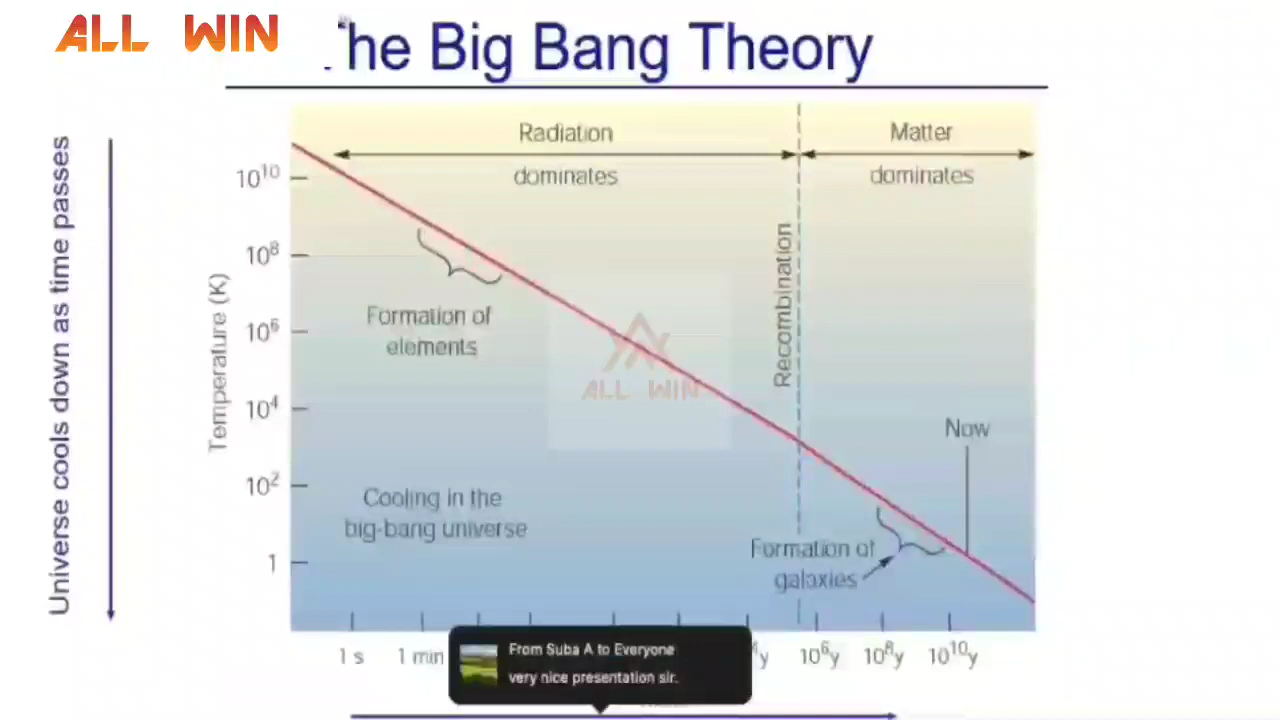 ALL WIN
he Big Bang Theory
Universe cools down as time passes
Temperature (K)
Radiation
dominates
Matter
dominates
10¹⁰
10⁸
10⁶
10⁴
10²
1
Formation of
elements
Recombination
ALL WIN
Now
Cooling in the
big-bang universe
Formation of
galaxies
1 s
1 min
y
10⁶y
10⁸y
10¹⁰y
From Suba A to Everyone
very nice presentation sir.